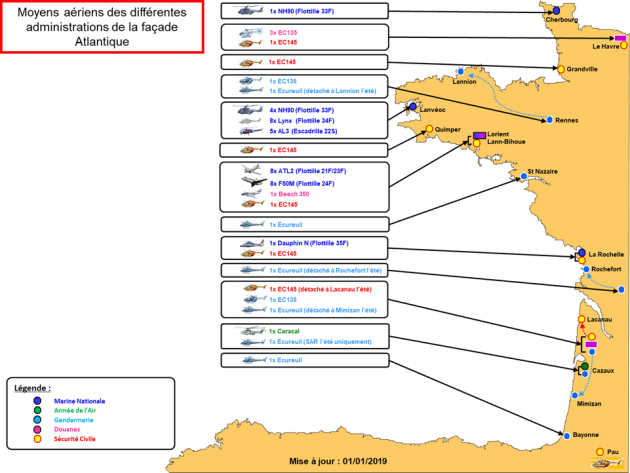 Moyens aériens des différentes
administrations de la façade
Atlantique
1x NH90 (Flottille 33F)
3x EC135
1x EC145
1x EC145
1x EC135
1x Ecureuil (détaché à Lannion l'été)
4x NH90 (Flottille 33F)
8x Lynx (Flottille 34F)
5x AL3 (Escadrille 22S)
1x EC145
8x ATL2 (Flottille 21F/23F)
8x F50M (Flottille 24F)
1x Beech 350
1x EC145
1x Ecureuil
1x Dauphin N (Flottille 35F)
1x EC145
1x Ecureuil (détaché à Rochefort l'été)
1x EC145 (détaché à Lacanau l'été)
1x EC135
1x Ecureuil (détaché à Mimizan l'été)
1x Caracal
1x Ecureuil (SAR l'été uniquement)
1x Ecureuil
Cherbourg
Le Havre
Grandville
Lannion
Lanvéoc
Rennes
Quimper
Lorient
Lann-Bihoue
St Nazaire
La Rochelle
Rochefort
Lacanau
Cazaux
Mimizan
Bayonne
Pau
Légende :
Marine Nationale
Armée de l'Air
Gendarmerie
Douanes
Sécurité Civile
Mise à jour : 01/01/2019